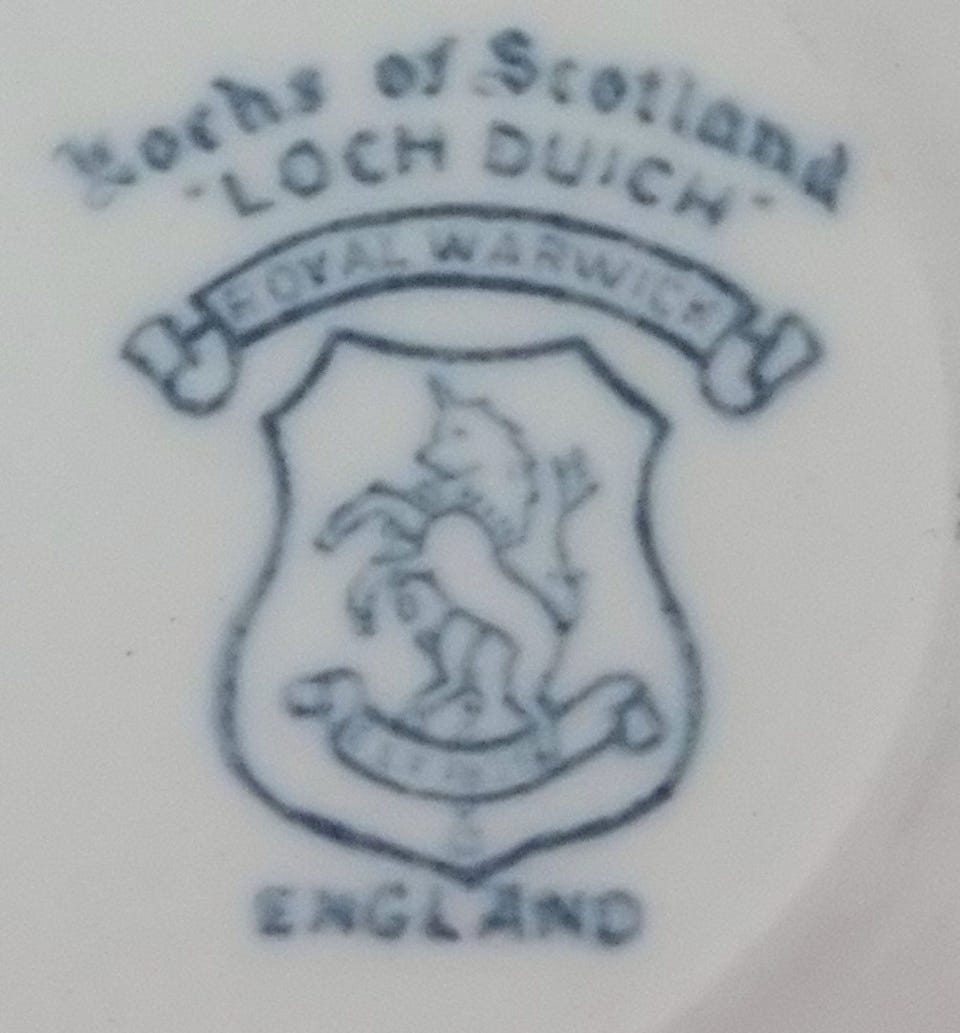 Lochs of Scotland
"LOCH DUICH"
ROYAL WARWICK
ENGLAND